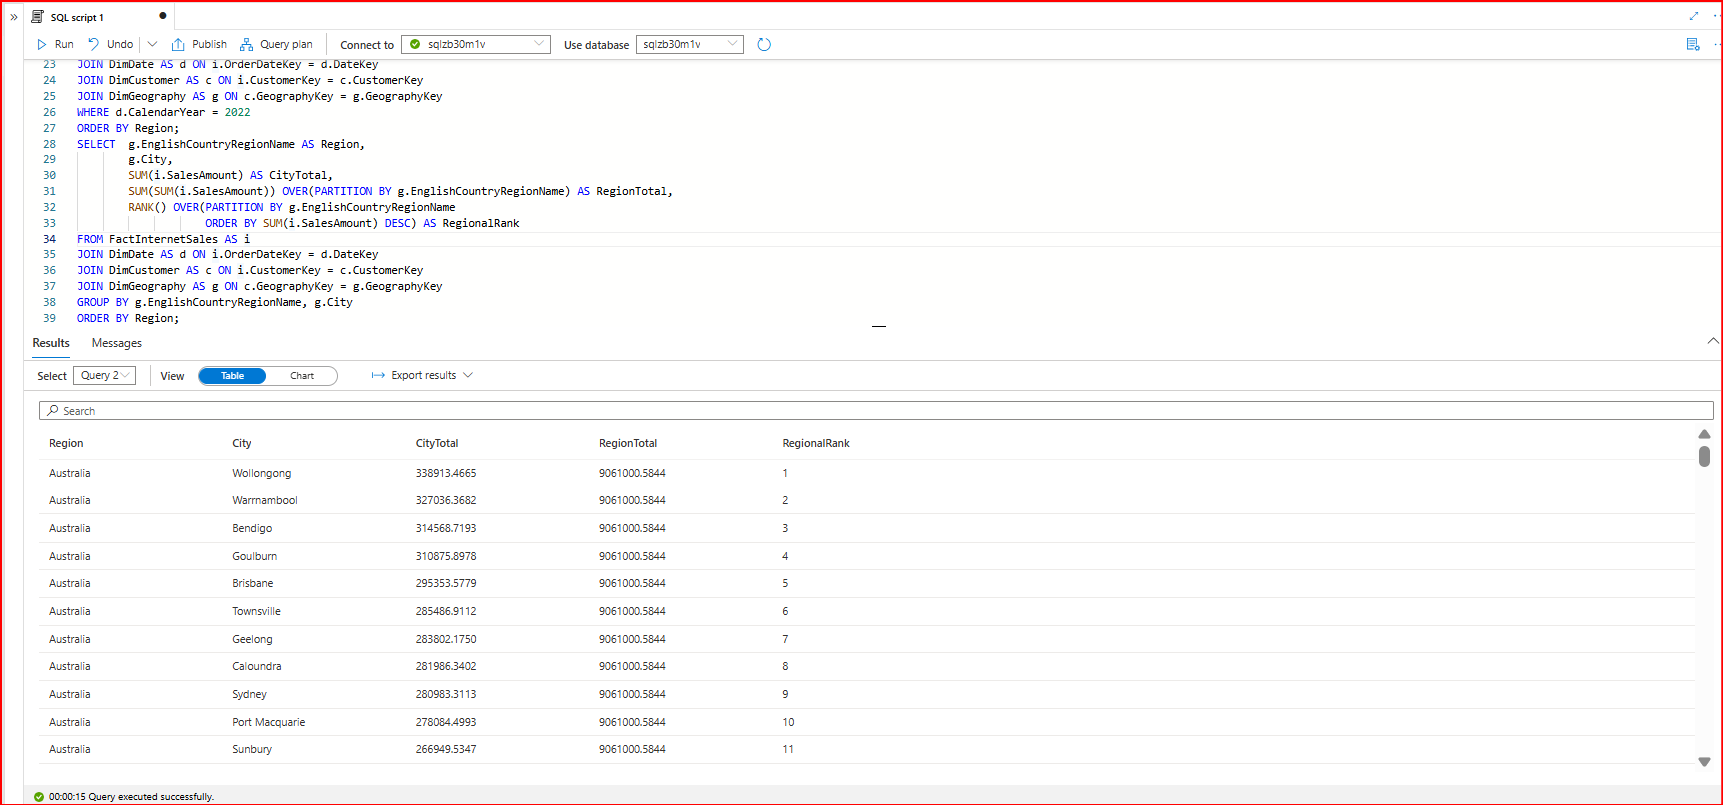 SQL script 1
Run Undo Publish Query plan Connect to sqlzb30m1v Use database sqlzb30m1v
23 JOIN DimDate AS d ON i.OrderDateKey = d.DateKey
24 JOIN DimCustomer AS c ON i.CustomerKey = c.CustomerKey
25 JOIN DimGeography AS g ON c.GeographyKey = g.GeographyKey
26 WHERE d.CalendarYear = 2022
27 ORDER BY Region;
28 SELECT g.EnglishCountryRegionName AS Region,
29 g.City,
30 SUM(i.SalesAmount) AS CityTotal,
31 SUM(SUM(i.SalesAmount)) OVER(PARTITION BY g.EnglishCountryRegionName) AS RegionTotal,
32 RANK() OVER(PARTITION BY g.EnglishCountryRegionName
33 ORDER BY SUM(i.SalesAmount) DESC) AS RegionalRank
34 FROM FactInternetSales AS i
35 JOIN DimDate AS d ON i.OrderDateKey = d.DateKey
36 JOIN DimCustomer AS c ON i.CustomerKey = c.CustomerKey
37 JOIN DimGeography AS g ON c.GeographyKey = g.GeographyKey
38 GROUP BY g.EnglishCountryRegionName, g.City
39 ORDER BY Region;
Results Messages
Select Query 2 View Table Chart Export results
Search
Region City CityTotal RegionTotal RegionalRank
Australia Wollongong 338913.4665 9061000.5844 1
Australia Warrnambool 327036.3682 9061000.5844 2
Australia Bendigo 314568.7193 9061000.5844 3
Australia Goulburn 310875.8978 9061000.5844 4
Australia Brisbane 295353.5779 9061000.5844 5
Australia Townsville 285486.9112 9061000.5844 6
Australia Geelong 283802.1750 9061000.5844 7
Australia Caloundra 281986.3402 9061000.5844 8
Australia Sydney 280983.3113 9061000.5844 9
Australia Port Macquarie 278084.4993 9061000.5844 10
Australia Sunbury 266949.5347 9061000.5844 11
00:00:15 Query executed successfully.